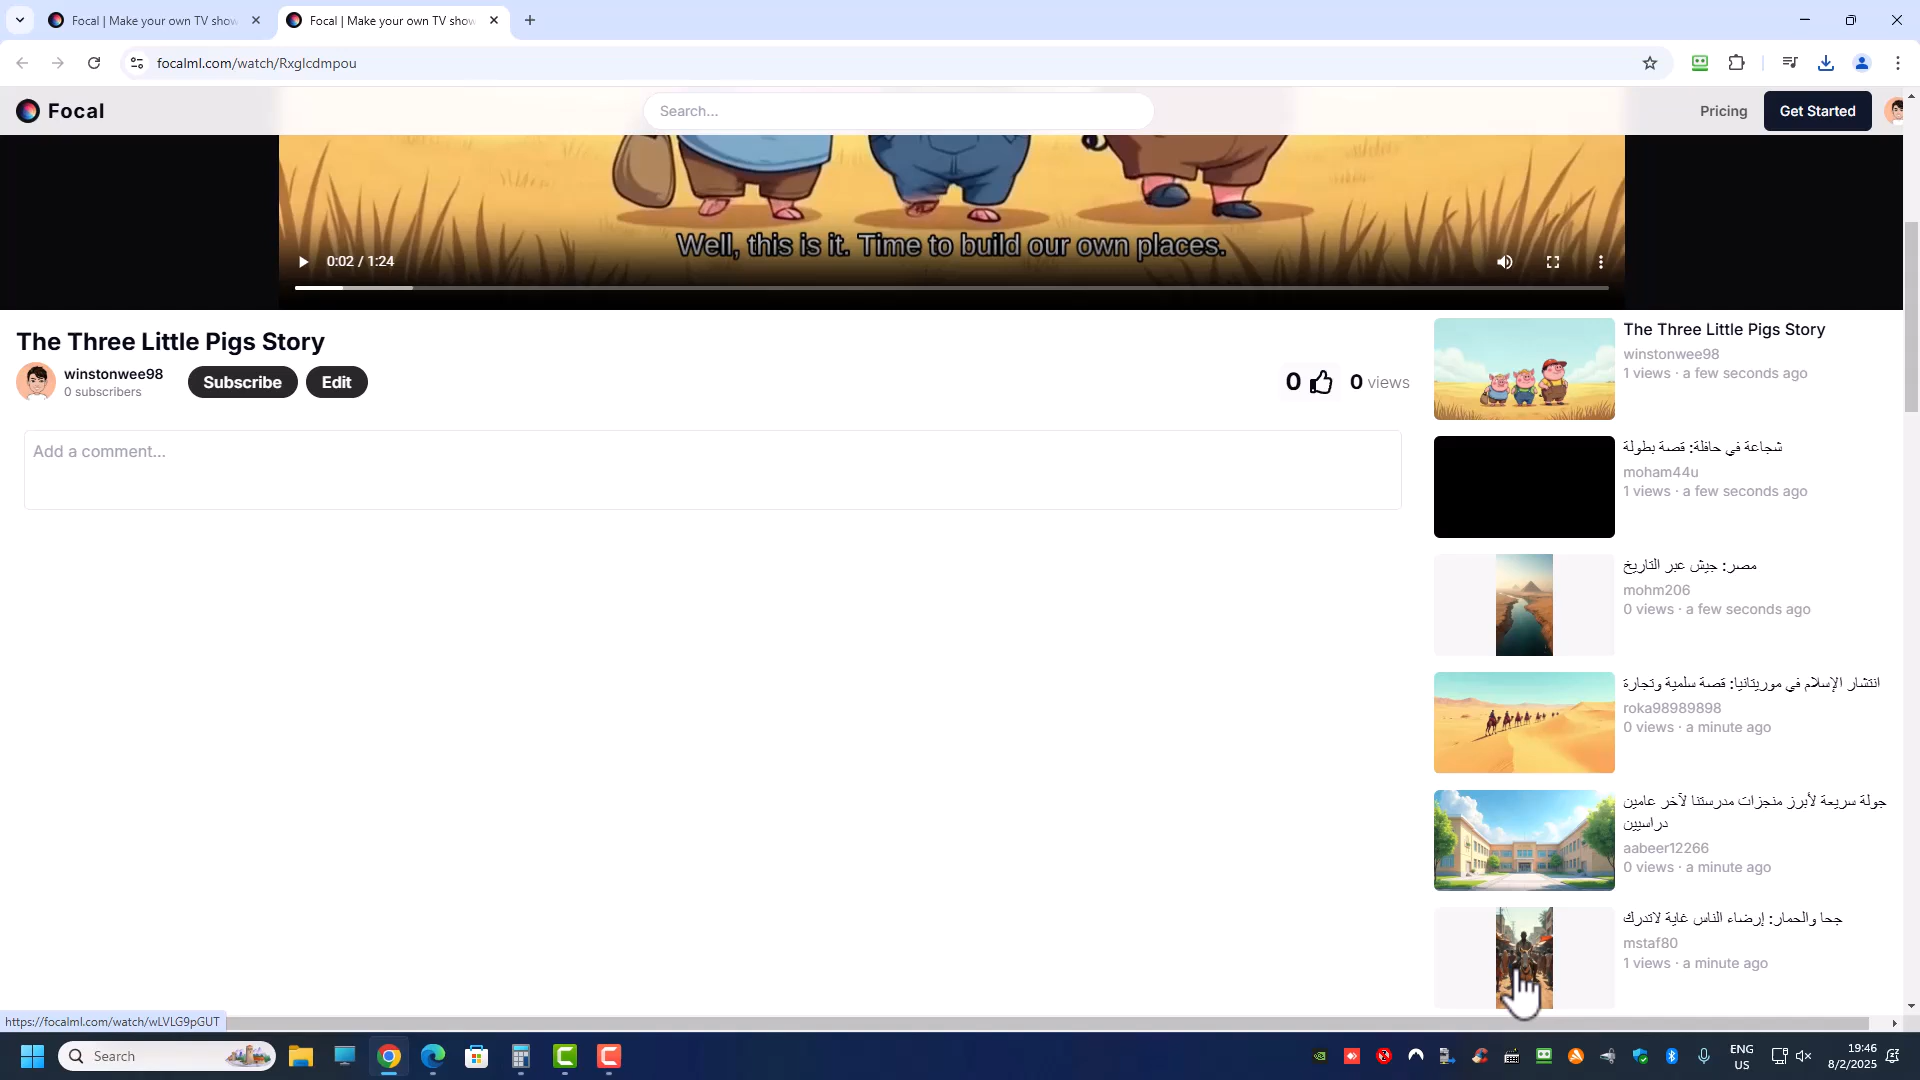 Focal | Make your own TV show
Focal | Make your own TV show
focalml.com/watch/Rxglcdmpou
Focal
Search...
Pricing
Get Started
Well, this is it. Time to build our own places.
0:02 / 1:24
The Three Little Pigs Story
winstonwee98
0 subscribers
Subscribe
Edit
0
0 views
Add a comment...
The Three Little Pigs Story
winstonwee98
1 views · a few seconds ago
شجاعة في حافلة: قصة بطولة
moham44u
1 views · a few seconds ago
مصر: جيش عبر التاريخ
mohm206
0 views · a few seconds ago
انتشار الإسلام في موريتانيا: قصة سلمية وتجارة
roka98989898
0 views · a minute ago
جولة سريعة لأبرز منجزات مدرستنا لآخر عامين
دراسيين
aabeer12266
0 views · a minute ago
جحا والحمار: إرضاء الناس غاية لاتدرك
mstaf80
1 views · a minute ago
https://focalml.com/watch/wLVLG9pGUT
Search
ENG
US
19:46
8/2/2025